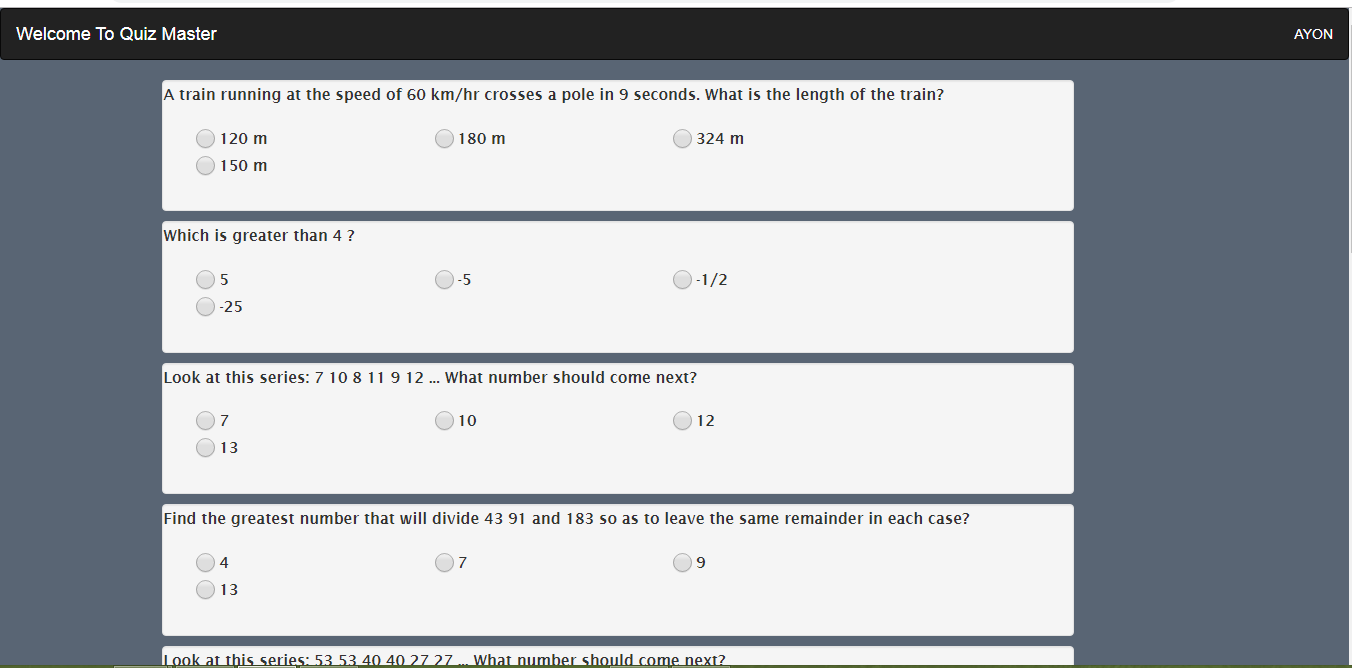 Welcome To Quiz Master AYON
A train running at the speed of 60 km/hr crosses a pole in 9 seconds. What is the length of the train?
120 m 180 m 324 m
150 m
Which is greater than 4 ?
5 -5 -1/2
-25
Look at this series: 7 10 8 11 9 12 ... What number should come next?
7 10 12
13
Find the greatest number that will divide 43 91 and 183 so as to leave the same remainder in each case?
4 7 9
13
Look at this series: 53 53 40 40 27 27 ... What number should come next?